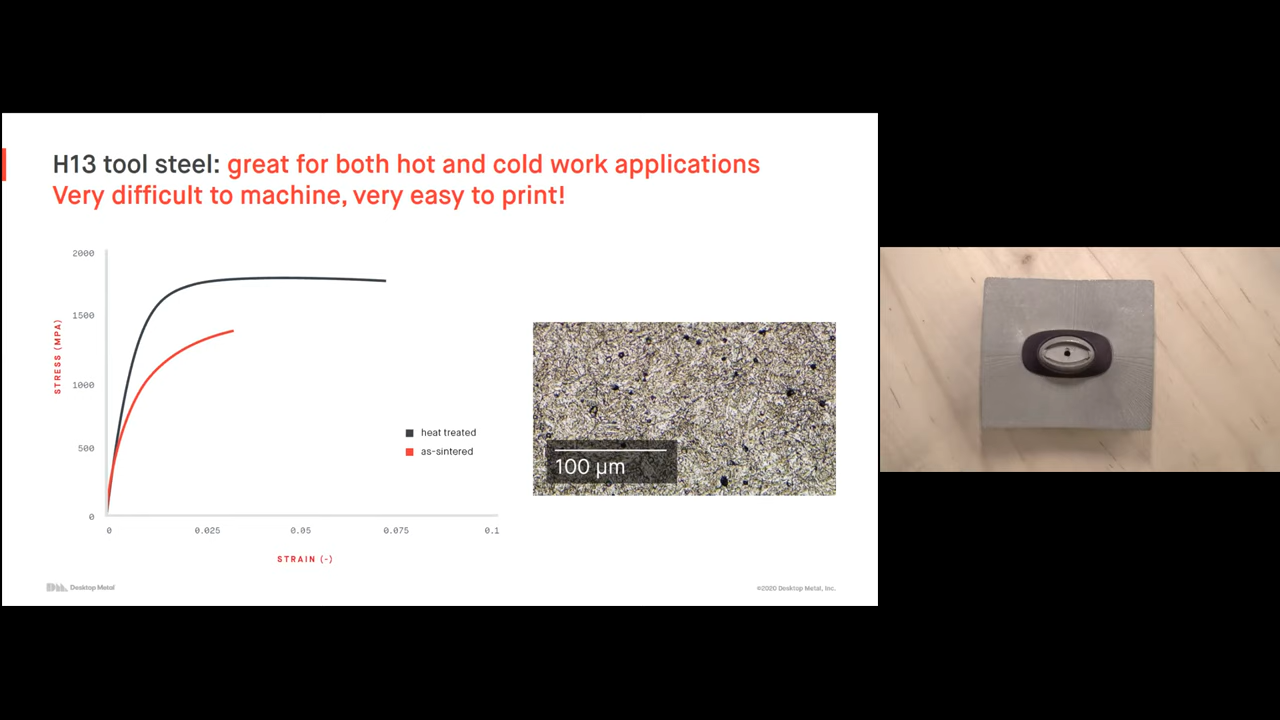 H13 tool steel: great for both hot and cold work applications
Very difficult to machine, very easy to print!
2000
1500
1000
500
0
STRESS (MPA)
0 0.025 0.05 0.075 0.1
STRAIN (-)
heat treated
as-sintered
100 µm
DM Desktop Metal
©2020 Desktop Metal, Inc.